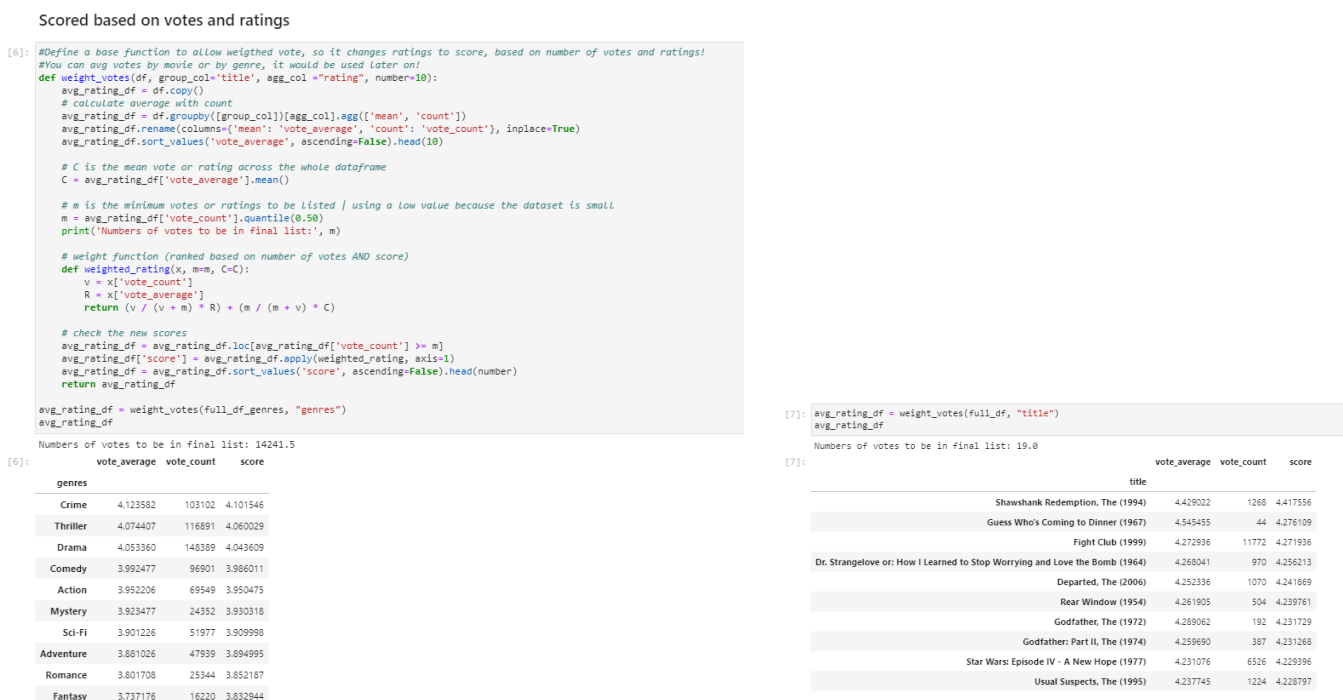 Scored based on votes and ratings
[6]: #Define a base function to allow weigthed vote, so it changes ratings to score, based on number of votes and ratings!
#You can avg votes by movie or by genre, it would be used later on!
def weight_votes(df, group_col='title', agg_col ="rating", number=10):
    avg_rating_df = df.copy()
    # calculate average with count
    avg_rating_df = df.groupby([group_col])[agg_col].agg(['mean', 'count'])
    avg_rating_df.rename(columns={'mean': 'vote_average', 'count': 'vote_count'}, inplace=True)
    avg_rating_df.sort_values('vote_average', ascending=False).head(10)
    # C is the mean vote or rating across the whole dataframe
    C = avg_rating_df['vote_average'].mean()
    # m is the minimum votes or ratings to be listed | using a low value because the dataset is small
    m = avg_rating_df['vote_count'].quantile(0.50)
    print('Numbers of votes to be in final list:', m)
    # weight function (ranked based on number of votes AND score)
    def weighted_rating(x, m=m, C=C):
        v = x['vote_count']
        R = x['vote_average']
        return (v / (v + m) * R) + (m / (m + v) * C)
    # check the new scores
    avg_rating_df = avg_rating_df.loc[avg_rating_df['vote_count'] >= m]
    avg_rating_df['score'] = avg_rating_df.apply(weighted_rating, axis=1)
    avg_rating_df = avg_rating_df.sort_values('score', ascending=False).head(number)
    return avg_rating_df
avg_rating_df = weight_votes(full_df_genres, "genres")
avg_rating_df
Numbers of votes to be in final list: 14241.5
[6]: vote_average vote_count score
genres
Crime 4.123582 103102 4.101546
Thriller 4.074407 116891 4.060029
Drama 4.053360 148389 4.043609
Comedy 3.992477 96901 3.986011
Action 3.952206 69549 3.950475
Mystery 3.923477 24352 3.930318
Sci-Fi 3.901226 51977 3.909998
Adventure 3.881026 47939 3.894995
Romance 3.801708 25344 3.852187
Fantasy 3.737176 16220 3.832944
[7]: avg_rating_df = weight_votes(full_df, "title")
avg_rating_df
Numbers of votes to be in final list: 19.0
[7]: vote_average vote_count score
title
Shawshank Redemption, The (1994) 4.429022 1268 4.417556
Guess Who's Coming to Dinner (1967) 4.545455 44 4.276109
Fight Club (1999) 4.272936 11772 4.271936
Dr. Strangelove or: How I Learned to Stop Worrying and Love the Bomb (1964) 4.268041 970 4.256213
Departed, The (2006) 4.252336 1070 4.241869
Rear Window (1954) 4.261905 504 4.239761
Godfather, The (1972) 4.289062 192 4.231729
Godfather: Part II, The (1974) 4.259690 387 4.231268
Star Wars: Episode IV - A New Hope (1977) 4.231076 6526 4.229396
Usual Suspects, The (1995) 4.237745 1224 4.228797